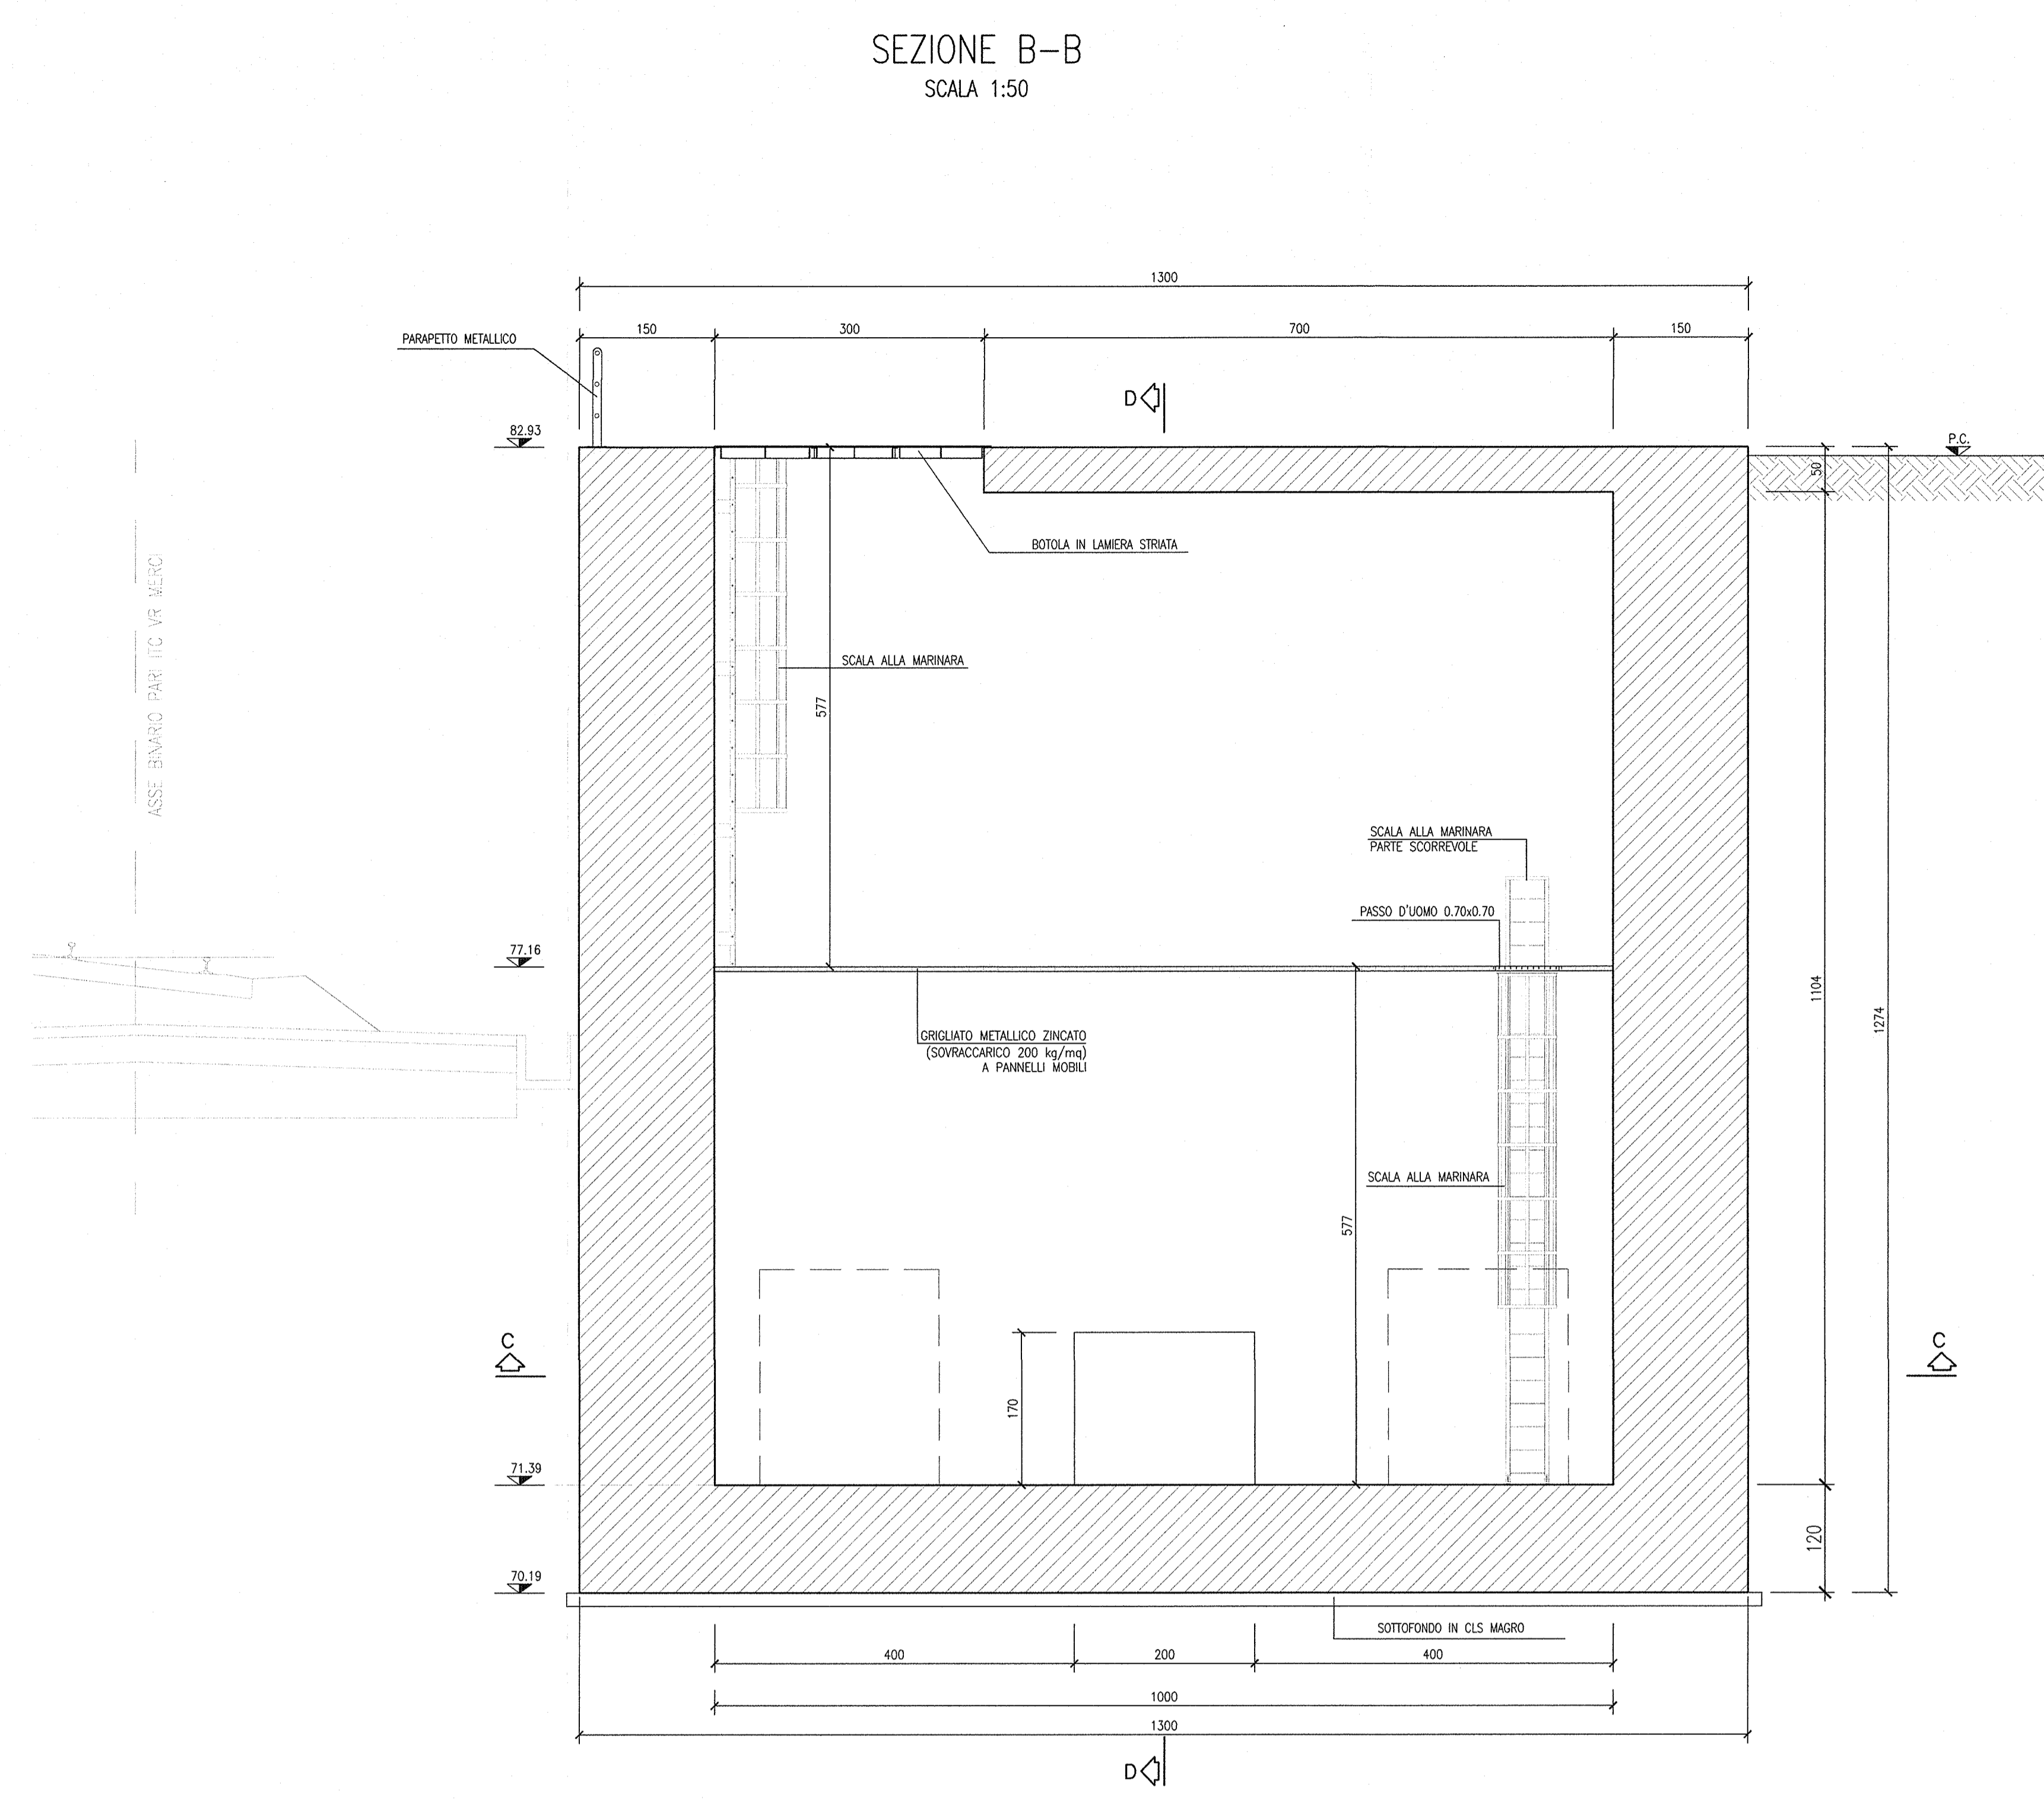 SEZIONE B-B
SCALA 1:50
1300
150
300
700
150
PARAPETTO METALLICO
D
82.93
P.C.
50
BOTOLA IN LAMIERA STRIATA
ASSE BINARIO PARI ITC VR MERCI
SCALA ALLA MARINARA
577
SCALA ALLA MARINARA
PARTE SCORREVOLE
PASSO D'UOMO 0.70x0.70
77.16
1104
1274
GRIGLIATO METALLICO ZINCATO
(SOVRACCARICO 200 kg/mq)
A PANNELLI MOBILI
SCALA ALLA MARINARA
577
C
C
170
71.39
120
70.19
SOTTOFONDO IN CLS MAGRO
400
200
400
1000
1300
D